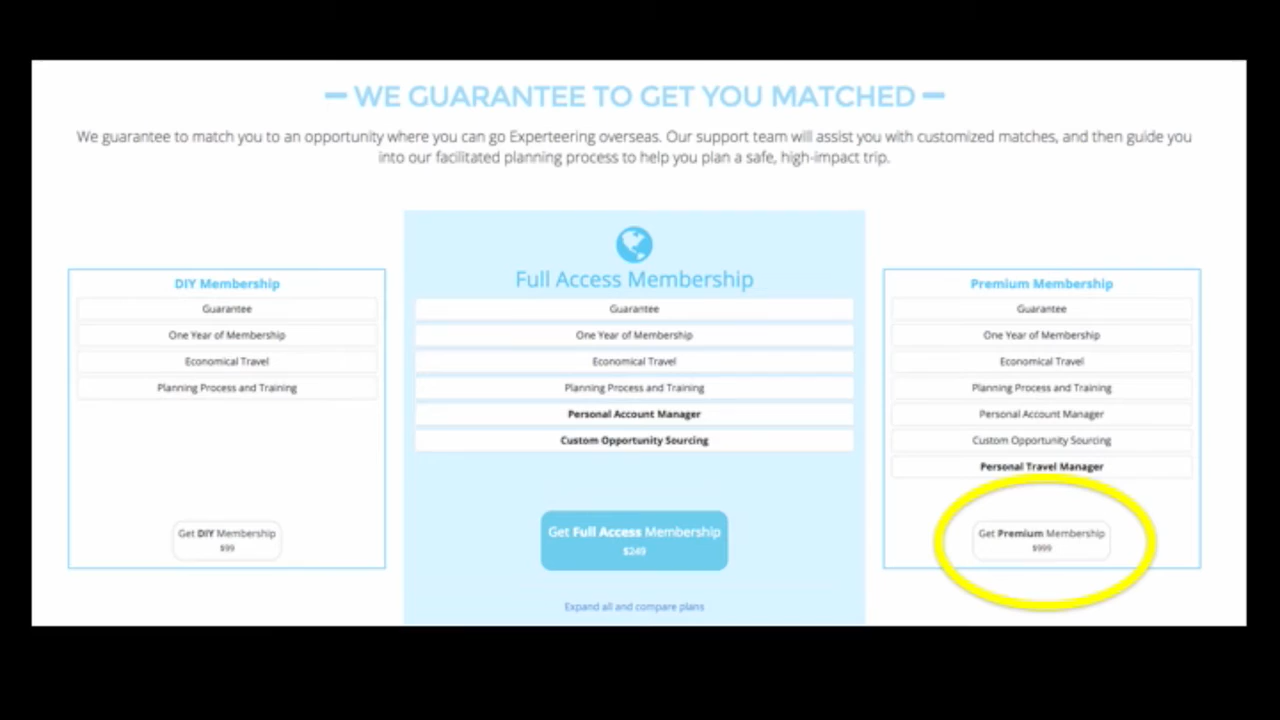 WE GUARANTEE TO GET YOU MATCHED
We guarantee to match you to an opportunity where you can go Experteering overseas. Our support team will assist you with customized matches, and then guide you
into our facilitated planning process to help you plan a safe, high-impact trip.
DIY Membership
Guarantee
One Year of Membership
Economical Travel
Planning Process and Training
Get DIY Membership
$99
Full Access Membership
Guarantee
One Year of Membership
Economical Travel
Planning Process and Training
Personal Account Manager
Custom Opportunity Sourcing
Get Full Access Membership
$249
Expand all and compare plans
Premium Membership
Guarantee
One Year of Membership
Economical Travel
Planning Process and Training
Personal Account Manager
Custom Opportunity Sourcing
Personal Travel Manager
Get Premium Membership
$999